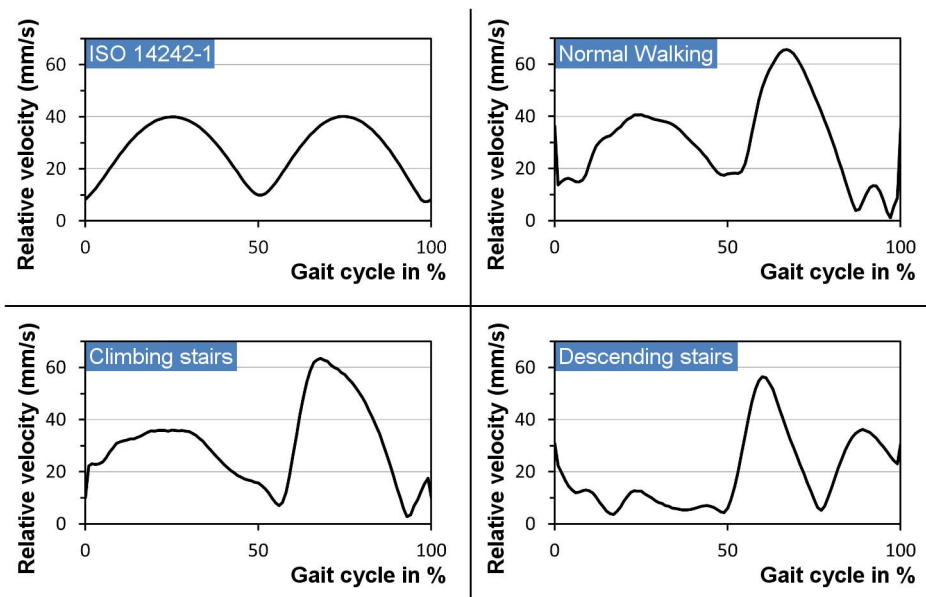 ISO 14242-1
Relative velocity (mm/s)
60
40
20
0
0
50
100
Gait cycle in %
Normal Walking
Relative velocity (mm/s)
60
40
20
0
0
50
100
Gait cycle in %
Climbing stairs
Relative velocity (mm/s)
60
40
20
0
0
50
100
Gait cycle in %
Descending stairs
Relative velocity (mm/s)
60
40
20
0
0
50
100
Gait cycle in %